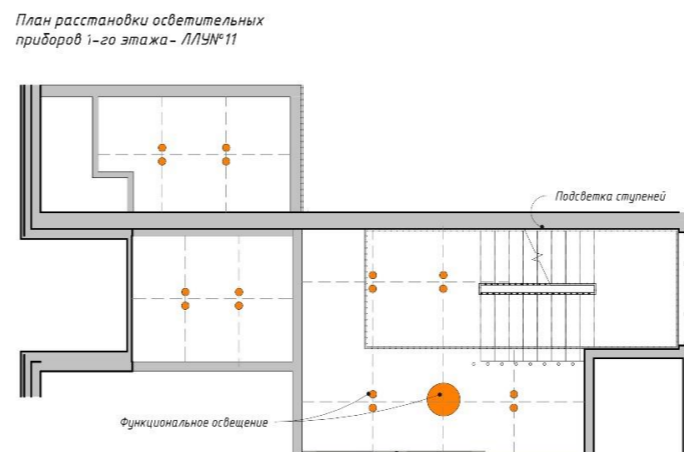 План расстановки осветительных
приборов 1-го этажа- ЛЛУ№11
Подсветка ступеней
Функциональное освещение